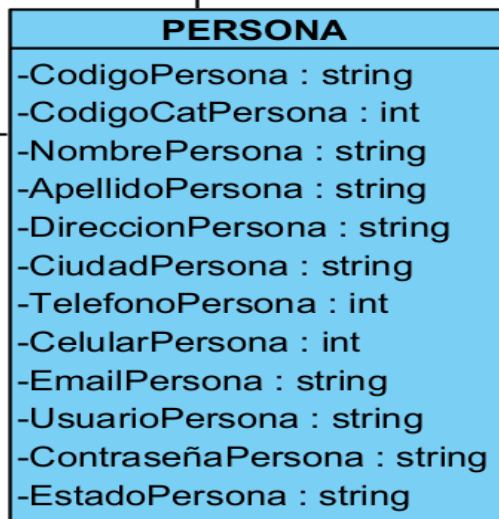 PERSONA
-CodigoPersona : string
-CodigoCatPersona : int
-NombrePersona : string
-ApellidoPersona : string
-DireccionPersona : string
-CiudadPersona : string
-TelefonoPersona : int
-CelularPersona : int
-EmailPersona : string
-UsuarioPersona : string
-ContraseñaPersona : string
-EstadoPersona : string